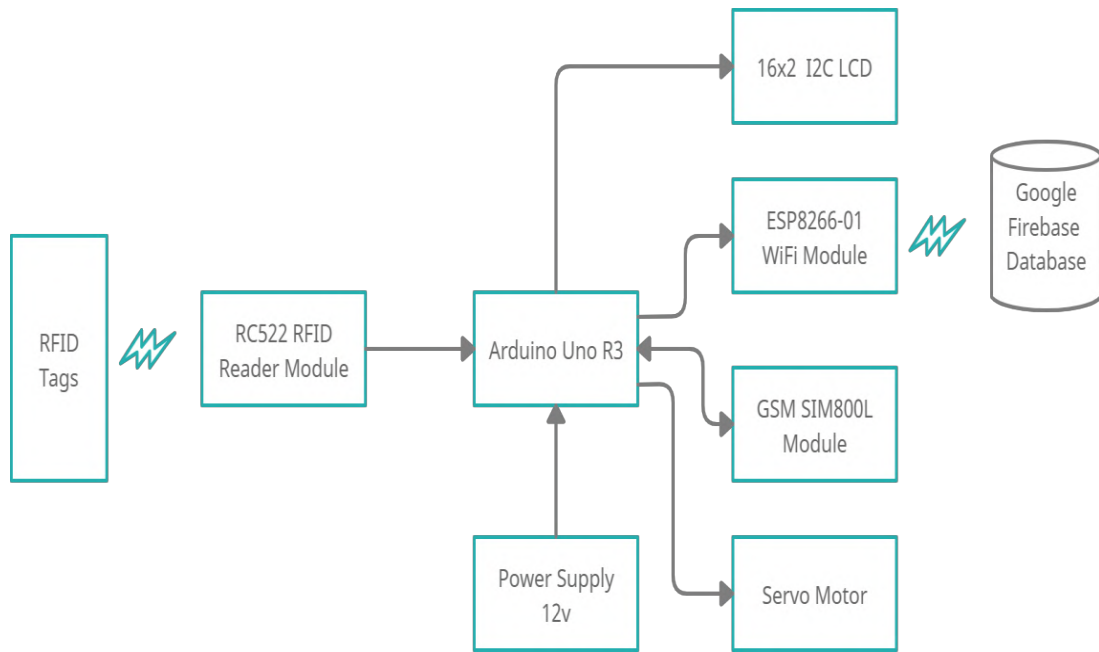 16x2 I2C LCD
Google
Firebase
Database
ESP8266-01
WiFi Module
RFID
Tags
RC522 RFID
Reader Module
Arduino Uno R3
GSM SIM800L
Module
Power Supply
12v
Servo Motor